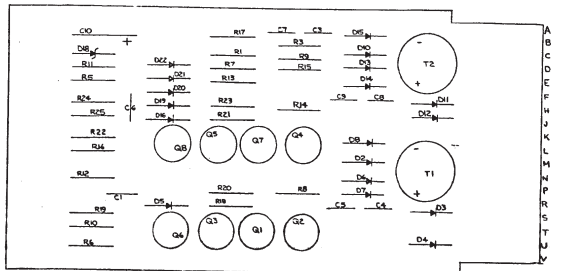 C10 R17 C7 C3 D15 A
+ R3 - B
D18 R1 D10 C
R11 D22 R7 R9 D13 T2 D
R5 D21 R13 R15 D14 + E
D20 C9 C8 F
R24 C6 D19 R23 R14 D11 H
R25 D16 R21 D12 J
R22 Q8 Q5 Q7 Q4 D8 - K
R16 D2 L
T1 M
R12 D6 N
C1 R20 R8 D7 + P
R19 D5 R18 C5 C4 D3 R
R10 Q6 Q3 Q1 Q2 S
T
R6 D4 U
V